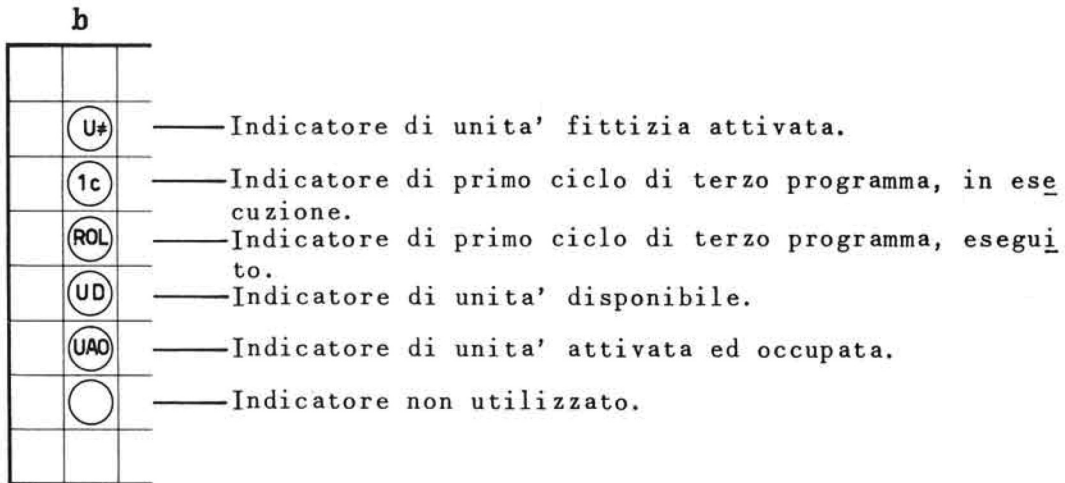 b
U≠ Indicatore di unita' fittizia attivata.
1c Indicatore di primo ciclo di terzo programma, in ese
cuzione.
ROL Indicatore di primo ciclo di terzo programma, esegui
to.
UD Indicatore di unita' disponibile.
UAO Indicatore di unita' attivata ed occupata.
Indicatore non utilizzato.